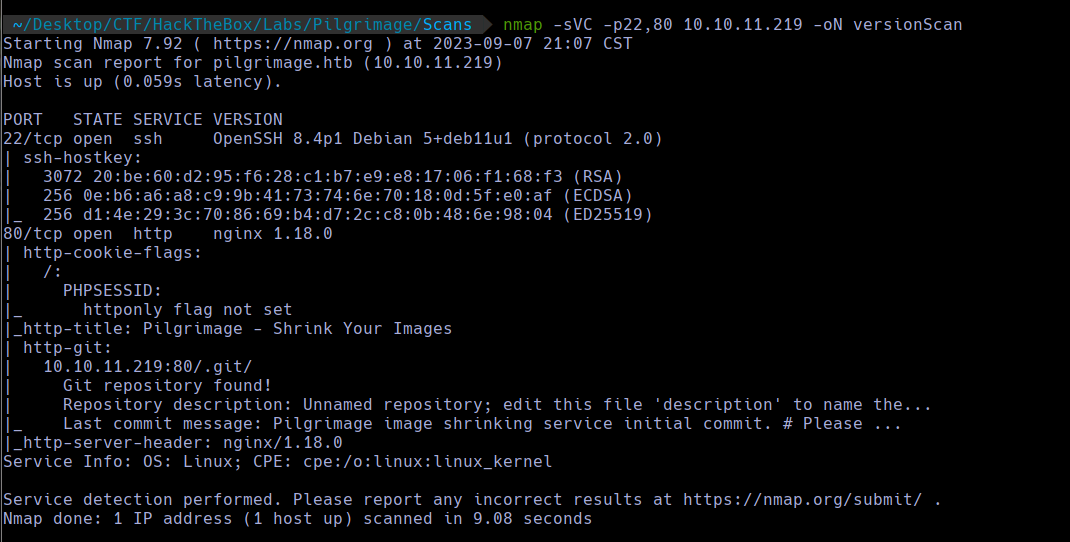 ~/Desktop/CTF/HackTheBox/Labs/Pilgrimage/Scans nmap -sVC -p22,80 10.10.11.219 -oN versionScan
Starting Nmap 7.92 ( https://nmap.org ) at 2023-09-07 21:07 CST
Nmap scan report for pilgrimage.htb (10.10.11.219)
Host is up (0.059s latency).

PORT   STATE SERVICE VERSION
22/tcp open  ssh     OpenSSH 8.4p1 Debian 5+deb11u1 (protocol 2.0)
| ssh-hostkey:
|   3072 20:be:60:d2:95:f6:28:c1:b7:e9:e8:17:06:f1:68:f3 (RSA)
|   256 0e:b6:a6:a8:c9:9b:41:73:74:6e:70:18:0d:5f:e0:af (ECDSA)
|_  256 d1:4e:29:3c:70:86:69:b4:d7:2c:c8:0b:48:6e:98:04 (ED25519)
80/tcp open  http    nginx 1.18.0
| http-cookie-flags:
|   /:
|     PHPSESSID:
|_      httponly flag not set
|_http-title: Pilgrimage - Shrink Your Images
| http-git:
|   10.10.11.219:80/.git/
|     Git repository found!
|     Repository description: Unnamed repository; edit this file 'description' to name the...
|_    Last commit message: Pilgrimage image shrinking service initial commit. # Please ...
|_http-server-header: nginx/1.18.0
Service Info: OS: Linux; CPE: cpe:/o:linux:linux_kernel

Service detection performed. Please report any incorrect results at https://nmap.org/submit/ .
Nmap done: 1 IP address (1 host up) scanned in 9.08 seconds